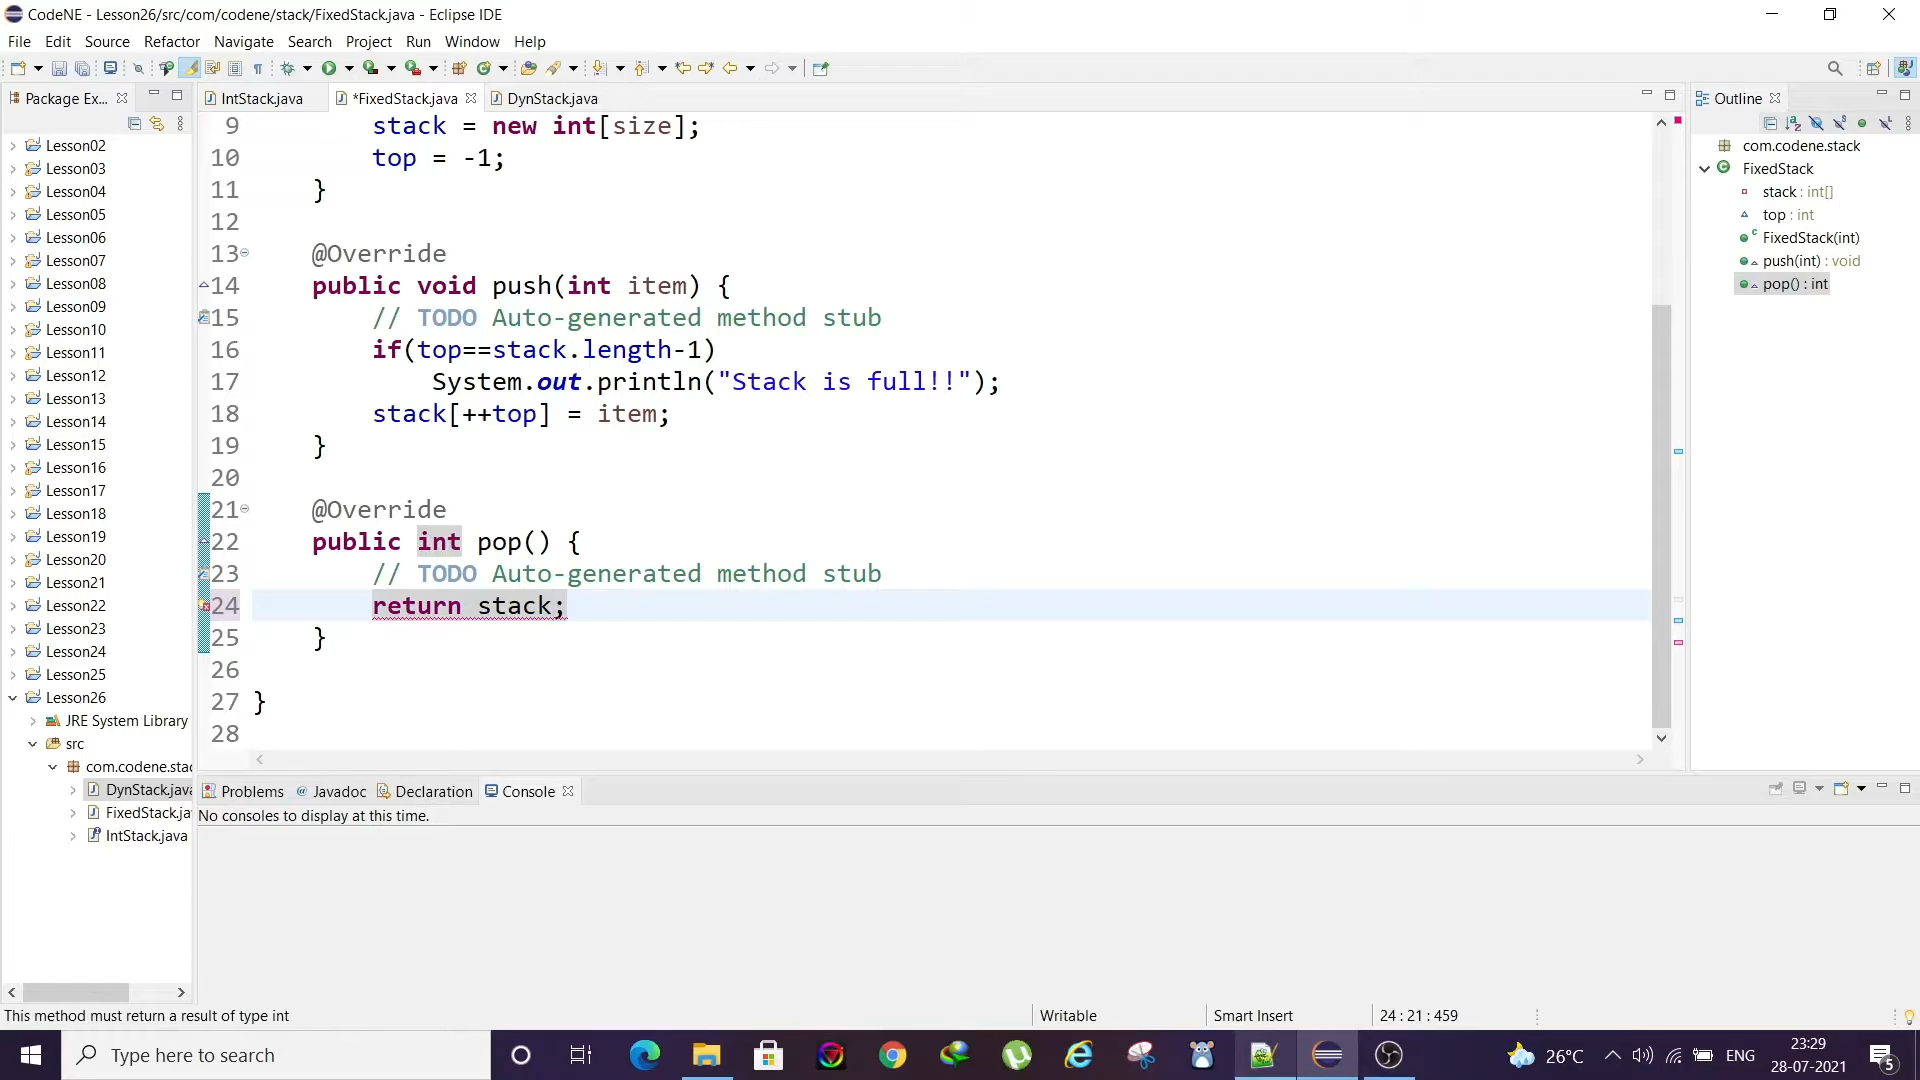 CodeNE - Lesson26/src/com/codene/stack/FixedStack.java - Eclipse IDE
File Edit Source Refactor Navigate Search Project Run Window Help
Package Ex...
IntStack.java
*FixedStack.java
DynStack.java
Outline
Lesson02
Lesson03
Lesson04
Lesson05
Lesson06
Lesson07
Lesson08
Lesson09
Lesson10
Lesson11
Lesson12
Lesson13
Lesson14
Lesson15
Lesson16
Lesson17
Lesson18
Lesson19
Lesson20
Lesson21
Lesson22
Lesson23
Lesson24
Lesson25
Lesson26
JRE System Library
src
com.codene.stac
DynStack.java
FixedStack.ja
IntStack.java
9 stack = new int[size];
10 top = -1;
11 }
12
13 @Override
14 public void push(int item) {
15 // TODO Auto-generated method stub
16 if(top==stack.length-1)
17 System.out.println("Stack is full!!");
18 stack[++top] = item;
19 }
20
21 @Override
22 public int pop() {
23 // TODO Auto-generated method stub
24 return stack;
25 }
26
27 }
28
com.codene.stack
FixedStack
stack : int[]
top : int
FixedStack(int)
push(int) : void
pop() : int
Problems @ Javadoc Declaration Console
No consoles to display at this time.
This method must return a result of type int
Writable
Smart Insert
24 : 21 : 459
Type here to search
26°C
ENG
23:29
28-07-2021
5